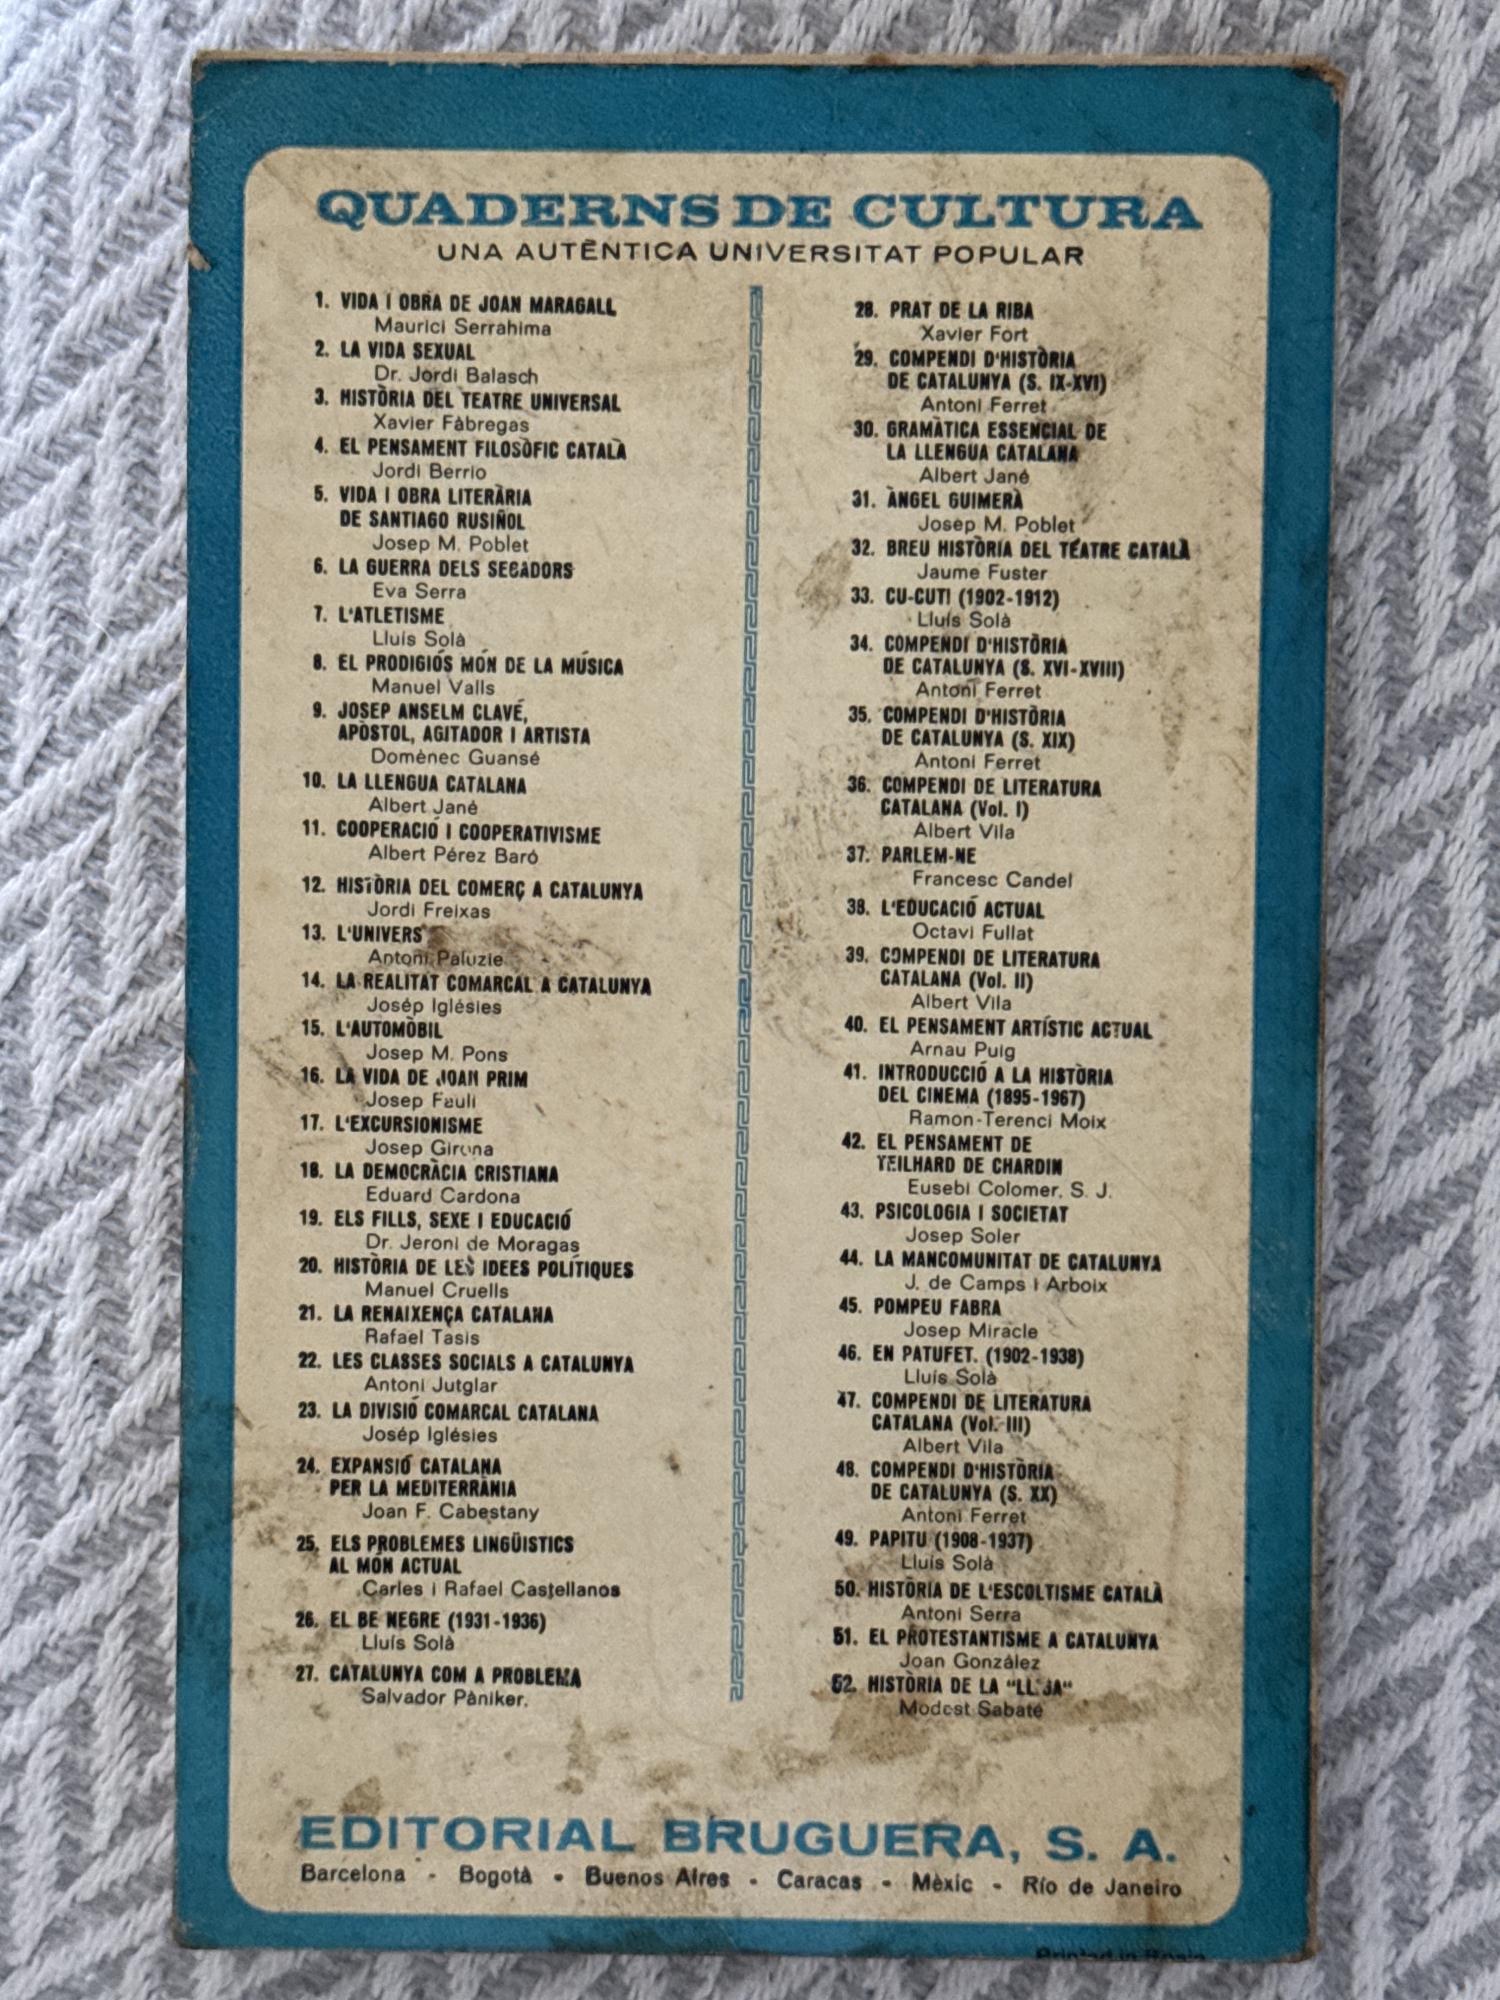 QUADERNS DE CULTURA
UNA AUTÈNTICA UNIVERSITAT POPULAR
1. VIDA I OBRA DE JOAN MARAGALL
Maurici Serrahima
2. LA VIDA SEXUAL
Dr. Jordi Balasch
3. HISTÒRIA DEL TEATRE UNIVERSAL
Xavier Fàbregas
4. EL PENSAMENT FILOSÒFIC CATALÀ
Jordi Berrio
5. VIDA I OBRA LITERÀRIA
DE SANTIAGO RUSIÑOL
Josep M. Poblet
6. LA GUERRA DELS SEGADORS
Eva Serra
7. L'ATLETISME
Lluís Solà
8. EL PRODIGIÓS MÓN DE LA MÚSICA
Manuel Valls
9. JOSEP ANSELM CLAVÉ,
APÒSTOL, AGITADOR I ARTISTA
Domènec Guansé
10. LA LLENGUA CATALANA
Albert Jané
11. COOPERACIÓ I COOPERATIVISME
Albert Pérez Baró
12. HISTÒRIA DEL COMERÇ A CATALUNYA
Jordi Freixas
13. L'UNIVERS
Antoni Paluzie
14. LA REALITAT COMARCAL A CATALUNYA
Josép Iglésies
15. L'AUTOMÒBIL
Josep M. Pons
16. LA VIDA DE JOAN PRIM
Josep Fauli
17. L'EXCURSIONISME
Josep Girona
18. LA DEMOCRÀCIA CRISTIANA
Eduard Cardona
19. ELS FILLS, SEXE I EDUCACIÓ
Dr. Jeroni de Moragas
20. HISTÒRIA DE LES IDEES POLÍTIQUES
Manuel Cruells
21. LA RENAIXENÇA CATALANA
Rafael Tasis
22. LES CLASSES SOCIALS A CATALUNYA
Antoni Jutglar
23. LA DIVISIÓ COMARCAL CATALANA
Josép Iglésies
24. EXPANSIÓ CATALANA
PER LA MEDITERRÀNIA
Joan F. Cabestany
25. ELS PROBLEMES LINGÜISTICS
AL MÓN ACTUAL
Carles i Rafael Castellanos
26. EL BE NEGRE (1931-1936)
Lluís Solà
27. CATALUNYA COM A PROBLEMA
Salvador Pàniker.
28. PRAT DE LA RIBA
Xavier Fort
29. COMPENDI D'HISTÒRIA
DE CATALUNYA (S. IX-XVI)
Antoni Ferret
30. GRAMÀTICA ESSENCIAL DE
LA LLENGUA CATALANA
Albert Jané
31. ÀNGEL GUIMERÀ
Josep M. Poblet
32. BREU HISTÒRIA DEL TEATRE CATALÀ
Jaume Fuster
33. CU-CUT! (1902-1912)
Lluís Solà
34. COMPENDI D'HISTÒRIA
DE CATALUNYA (S. XVI-XVIII)
Antoni Ferret
35. COMPENDI D'HISTÒRIA
DE CATALUNYA (S. XIX)
Antoni Ferret
36. COMPENDI DE LITERATURA
CATALANA (Vol. I)
Albert Vila
37. PARLEM-NE
Francesc Candel
38. L'EDUCACIÓ ACTUAL
Octavi Fullat
39. COMPENDI DE LITERATURA
CATALANA (Vol. II)
Albert Vila
40. EL PENSAMENT ARTÍSTIC ACTUAL
Arnau Puig
41. INTRODUCCIÓ A LA HISTÒRIA
DEL CINEMA (1895-1967)
Ramon-Terenci Moix
42. EL PENSAMENT DE
TEILHARD DE CHARDIN
Eusebi Colomer, S. J.
43. PSICOLOGIA I SOCIETAT
Josep Soler
44. LA MANCOMUNITAT DE CATALUNYA
J. de Camps i Arboix
45. POMPEU FABRA
Josep Miracle
46. EN PATUFET. (1902-1938)
Lluís Solà
47. COMPENDI DE LITERATURA
CATALANA (Vol. III)
Albert Vila
48. COMPENDI D'HISTÒRIA
DE CATALUNYA (S. XX)
Antoni Ferret
49. PAPITU (1908-1937)
Lluís Solà
50. HISTÒRIA DE L'ESCOLTISME CATALÀ
Antoni Serra
51. EL PROTESTANTISME A CATALUNYA
Joan González
52. HISTÒRIA DE LA
Modest Sabaté
EDITORIAL BRUGUERA, S. A.
Barcelona - Bogotà - Buenos Aires - Caracas - Mèxic - Río de Janeiro
Printed in Spain